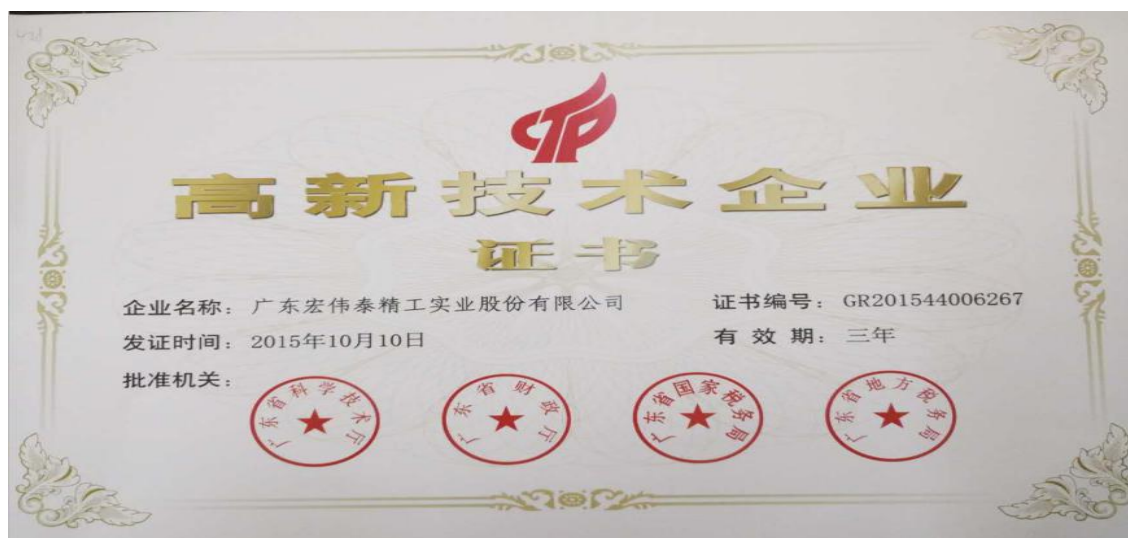 高新技术企业
证书
企业名称：广东宏伟泰精工实业股份有限公司
证书编号：GR201544006267
发证时间：2015年10月10日
有效期：三年
批准机关：
广东省科学技术厅
广东省财政厅
广东省国家税务局
广东省地方税务局